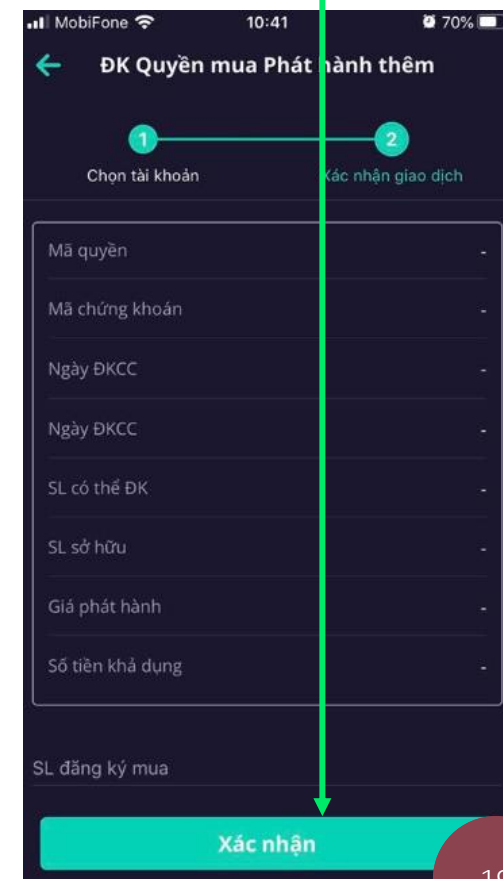 MobiFone 10:41 70%
ĐK Quyền mua Phát hành thêm
1 2
Chọn tài khoản Xác nhận giao dịch
Mã quyền -
Mã chứng khoán -
Ngày ĐKCC -
Ngày ĐKCC -
SL có thể ĐK -
SL sở hữu -
Giá phát hành -
Số tiền khả dụng -
SL đăng ký mua
Xác nhận